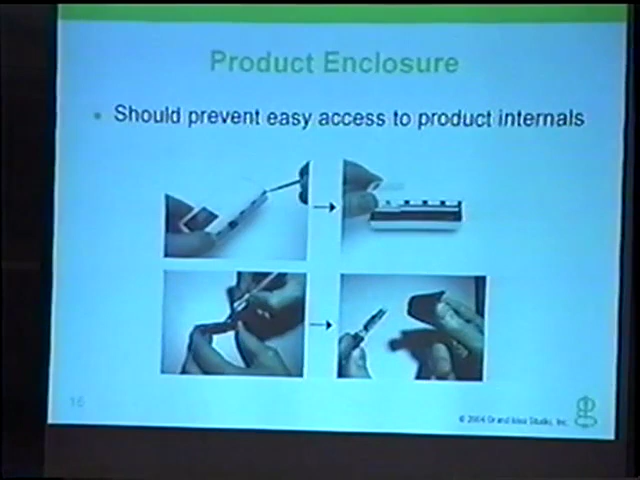 Product Enclosure
Should prevent easy access to product internals
16
© 2004 Grand Idea Studio, Inc.